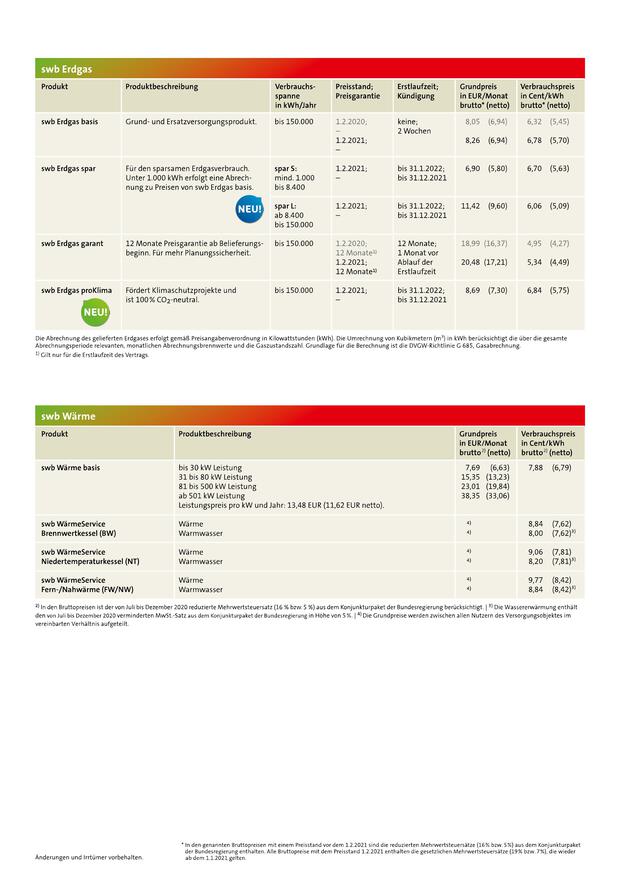 swb Erdgas
Produkt Produktbeschreibung Verbrauchs- Preisstand; Erstlaufzeit; Grundpreis Verbrauchspreis
spanne Preisgarantie Kündigung in EUR/Monat in Cent/kWh
in kWh/Jahr brutto* (netto) brutto* (netto)
swb Erdgas basis Grund- und Ersatzversorgungsprodukt. bis 150.000 1.2.2020; keine; 8,05 (6,94) 6,32 (5,45)
– 2 Wochen
1.2.2021; 8,26 (6,94) 6,78 (5,70)
–
swb Erdgas spar Für den sparsamen Erdgasverbrauch. spar S: 1.2.2021; bis 31.1.2022; 6,90 (5,80) 6,70 (5,63)
Unter 1.000 kWh erfolgt eine Abrech- mind. 1.000 – bis 31.12.2021
nung zu Preisen von swb Erdgas basis. bis 8.400
NEU! spar L: 1.2.2021; bis 31.1.2022; 11,42 (9,60) 6,06 (5,09)
ab 8.400 – bis 31.12.2021
bis 150.000
swb Erdgas garant 12 Monate Preisgarantie ab Belieferungs- bis 150.000 1.2.2020; 12 Monate; 18,99 (16,37) 4,95 (4,27)
beginn. Für mehr Planungssicherheit. 12 Monate¹⁾ 1 Monat vor
1.2.2021; Ablauf der 20,48 (17,21) 5,34 (4,49)
12 Monate¹⁾ Erstlaufzeit
swb Erdgas proKlima Fördert Klimaschutzprojekte und bis 150.000 1.2.2021; bis 31.1.2022; 8,69 (7,30) 6,84 (5,75)
ist 100% CO₂-neutral. – bis 31.12.2021
NEU!
Die Abrechnung des gelieferten Erdgases erfolgt gemäß Preisangabenverordnung in Kilowattstunden (kWh). Die Umrechnung von Kubikmetern (m³) in kWh berücksichtigt die über die gesamte
Abrechnungsperiode relevanten, monatlichen Abrechnungsbrennwerte und die Gaszustandszahl. Grundlage für die Berechnung ist die DVGW-Richtlinie G 685, Gasabrechnung.
¹⁾ Gilt nur für die Erstlaufzeit des Vertrags.
swb Wärme
Produkt Produktbeschreibung Grundpreis Verbrauchspreis
in EUR/Monat in Cent/kWh
brutto²⁾ (netto) brutto²⁾ (netto)
swb Wärme basis bis 30 kW Leistung 7,69 (6,63) 7,88 (6,79)
31 bis 80 kW Leistung 15,35 (13,23)
81 bis 500 kW Leistung 23,01 (19,84)
ab 501 kW Leistung 38,35 (33,06)
Leistungspreis pro kW und Jahr: 13,48 EUR (11,62 EUR netto).
swb WärmeService Wärme ⁴⁾ 8,84 (7,62)
Brennwertkessel (BW) Warmwasser ⁴⁾ 8,00 (7,62)³⁾
swb WärmeService Wärme ⁴⁾ 9,06 (7,81)
Niedertemperaturkessel (NT) Warmwasser ⁴⁾ 8,20 (7,81)³⁾
swb WärmeService Wärme ⁴⁾ 9,77 (8,42)
Fern-/Nahwärme (FW/NW) Warmwasser ⁴⁾ 8,84 (8,42)³⁾
²⁾ In den Bruttopreisen ist der von Juli bis Dezember 2020 reduzierte Mehrwertsteuersatz (16 % bzw. 5 %) aus dem Konjunkturpaket der Bundesregierung berücksichtigt. | ³⁾ Die Wassererwärmung enthält
den von Juli bis Dezember 2020 verminderten MwSt.-Satz aus dem Konjunkturpaket der Bundesregierung in Höhe von 5 %. | ⁴⁾ Die Grundpreise werden zwischen allen Nutzern des Versorgungsobjektes im
vereinbarten Verhältnis aufgeteilt.
* In den genannten Bruttopreisen mit einem Preisstand vor dem 1.2.2021 sind die reduzierten Mehrwertsteuersätze (16% bzw. 5%) aus dem Konjunkturpaket
der Bundesregierung enthalten. Alle Bruttopreise mit dem Preisstand 1.2.2021 enthalten die gesetzlichen Mehrwertsteuersätze (19% bzw. 7%), die wieder
Änderungen und Irrtümer vorbehalten. ab dem 1.1.2021 gelten.